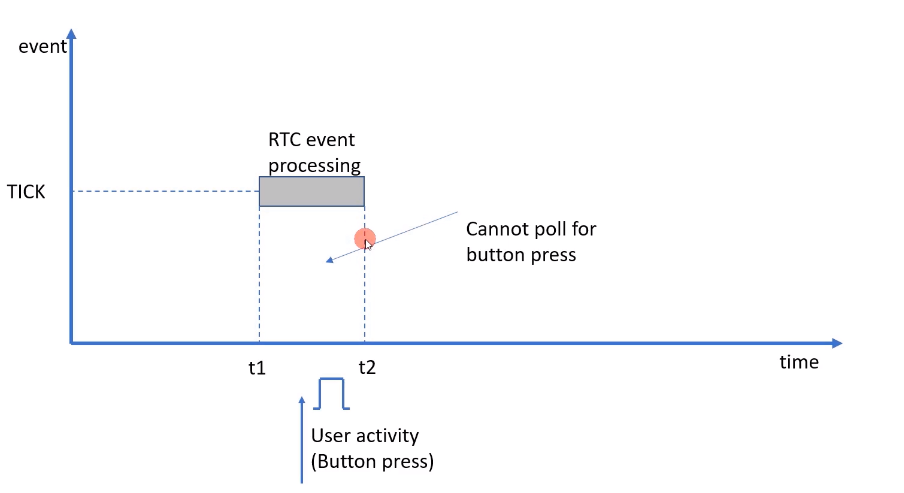 event
RTC event
processing
TICK
Cannot poll for
button press
t1
t2
time
User activity
(Button press)